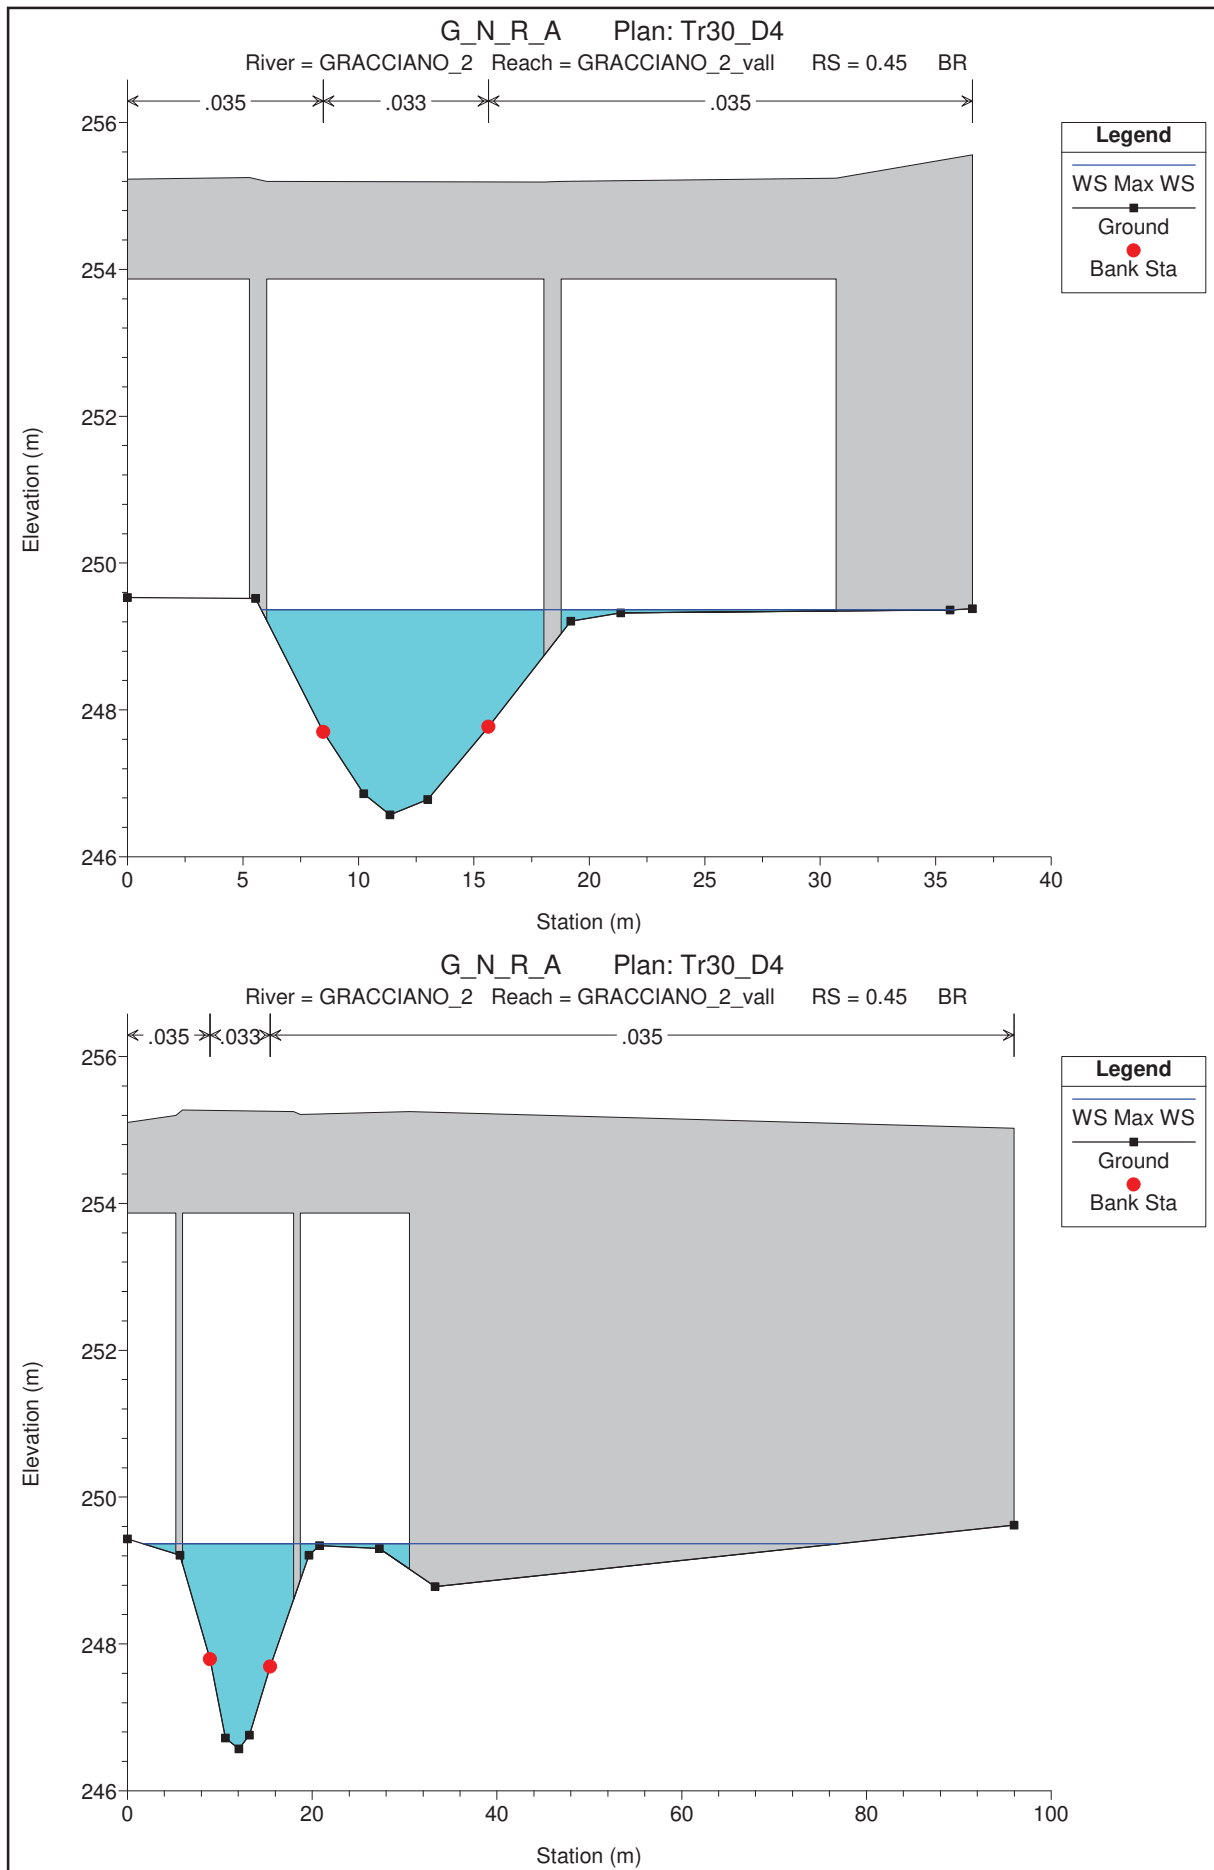 G_N_R_A Plan: Tr30_D4
River = GRACCIANO_2 Reach = GRACCIANO_2_vall RS = 0.45 BR
.035 .033 .035
256
254
252
250
248
246
Elevation (m)
0 5 10 15 20 25 30 35 40
Station (m)
Legend
WS Max WS
Ground
Bank Sta
G_N_R_A Plan: Tr30_D4
River = GRACCIANO_2 Reach = GRACCIANO_2_vall RS = 0.45 BR
.035 .033 .035
256
254
252
250
248
246
Elevation (m)
0 20 40 60 80 100
Station (m)
Legend
WS Max WS
Ground
Bank Sta